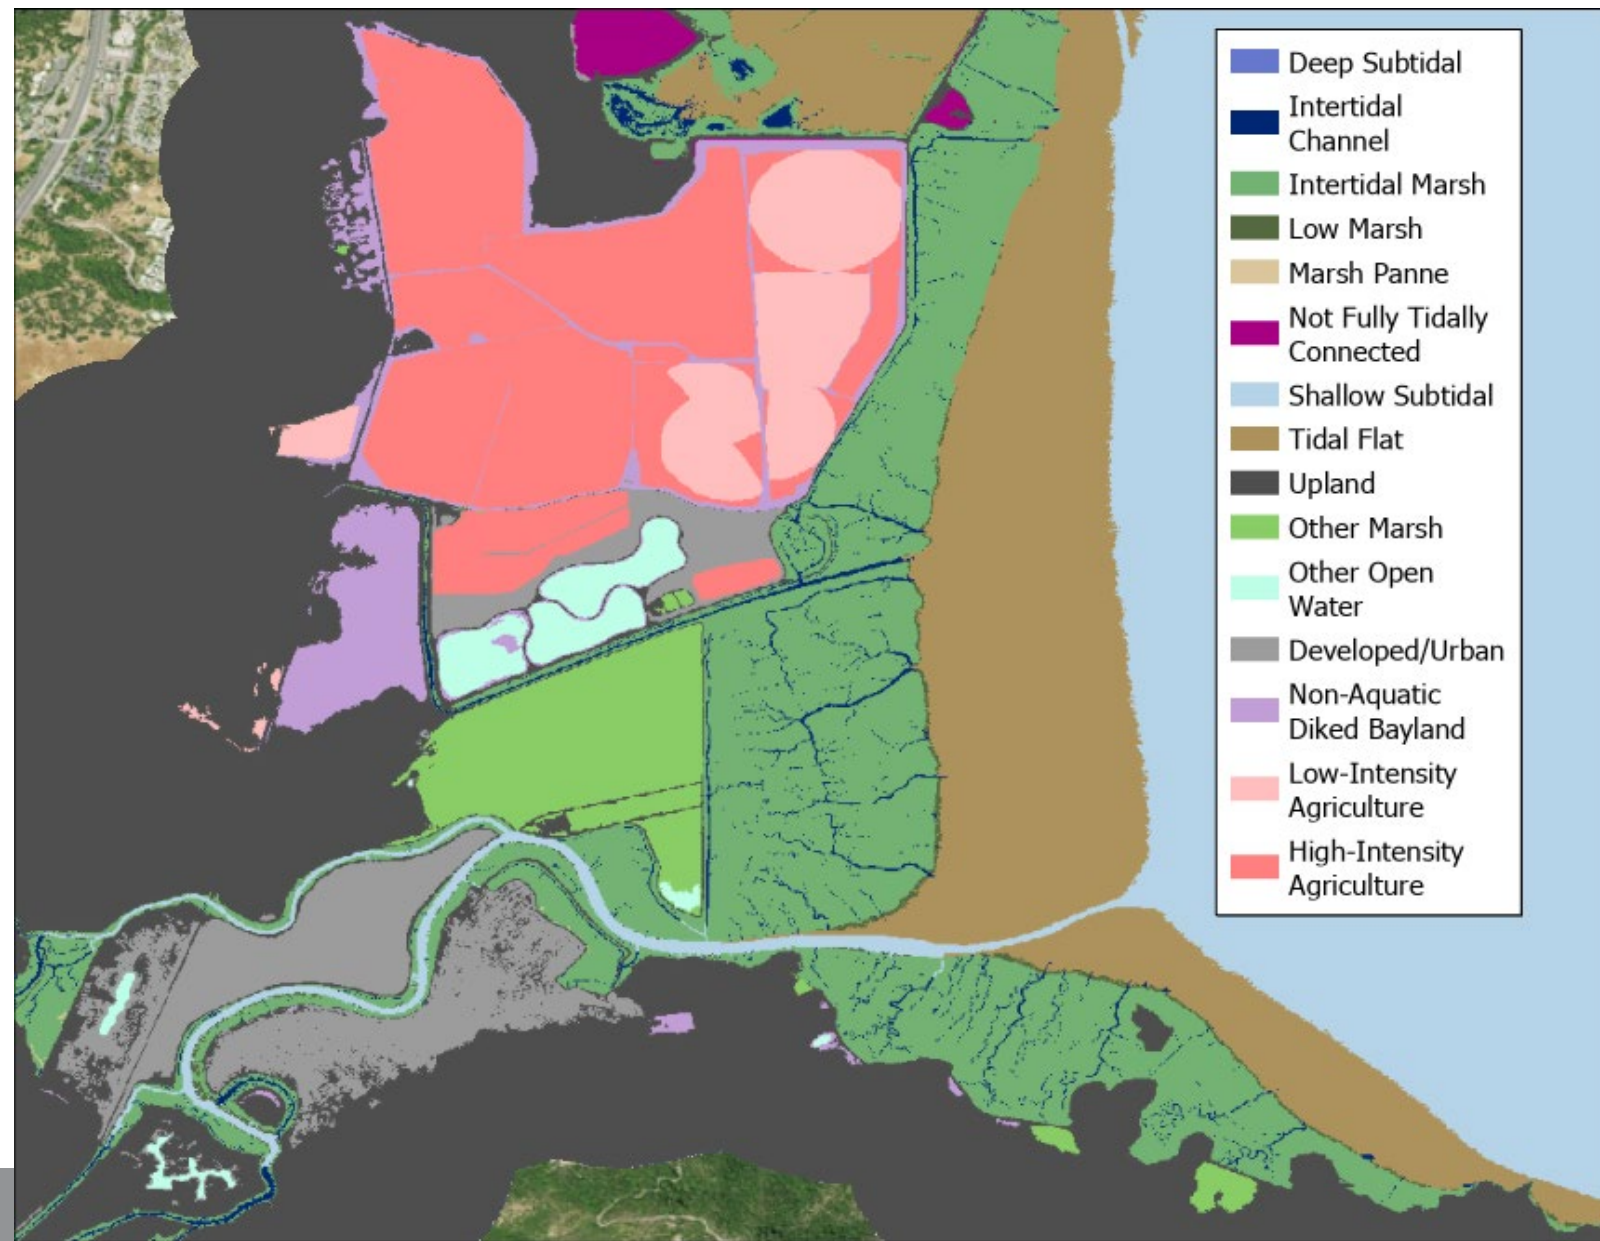 Deep Subtidal
Intertidal
Channel
Intertidal Marsh
Low Marsh
Marsh Panne
Not Fully Tidally
Connected
Shallow Subtidal
Tidal Flat
Upland
Other Marsh
Other Open
Water
Developed/Urban
Non-Aquatic
Diked Bayland
Low-Intensity
Agriculture
High-Intensity
Agriculture